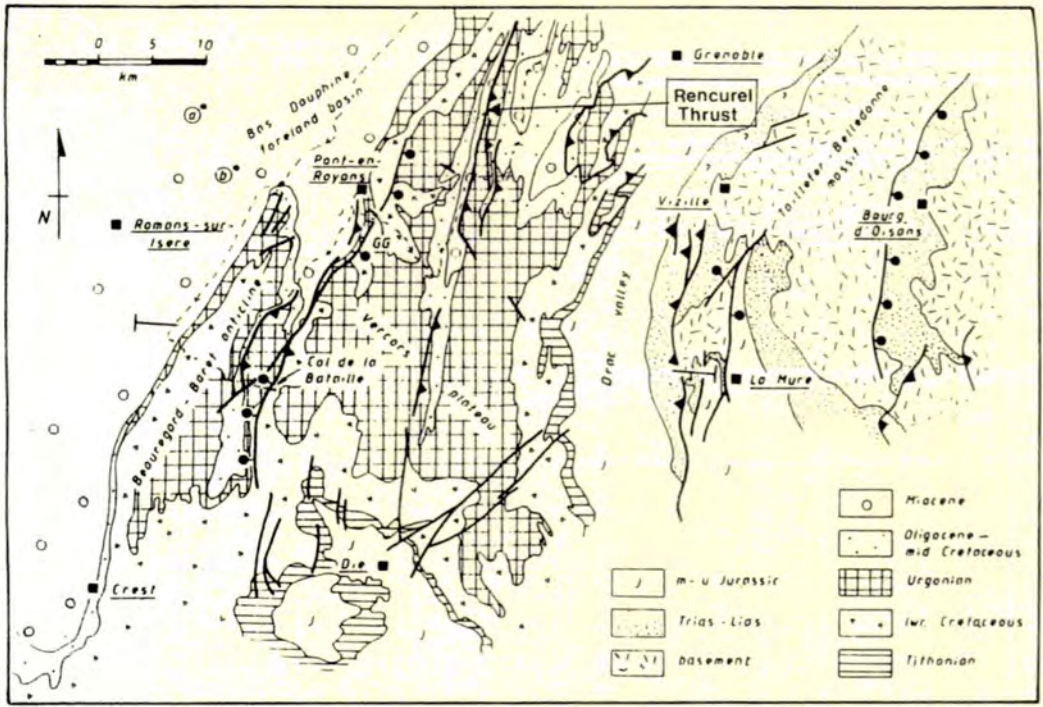 0 5 10
km
N
a
b
Bas Dauphine
foreland basin
Grenoble
Rencurel
Thrust
Pont-en-
Royans
Romans-sur-
Isere
GG
Vizille
Taillefer-Belledonne
massif
Bourg
d'Oisans
Beauregard Baret anticline
Vercors
plateau
Col de la
Bataille
Drac valley
La Mure
Die
Crest
J
J
J
J
J
J
J
m-u Jurassic
Trias-Lias
basement
Miocene
Oligocene-
mid Cretaceous
Urgonian
lwr. Cretaceous
Tithonian